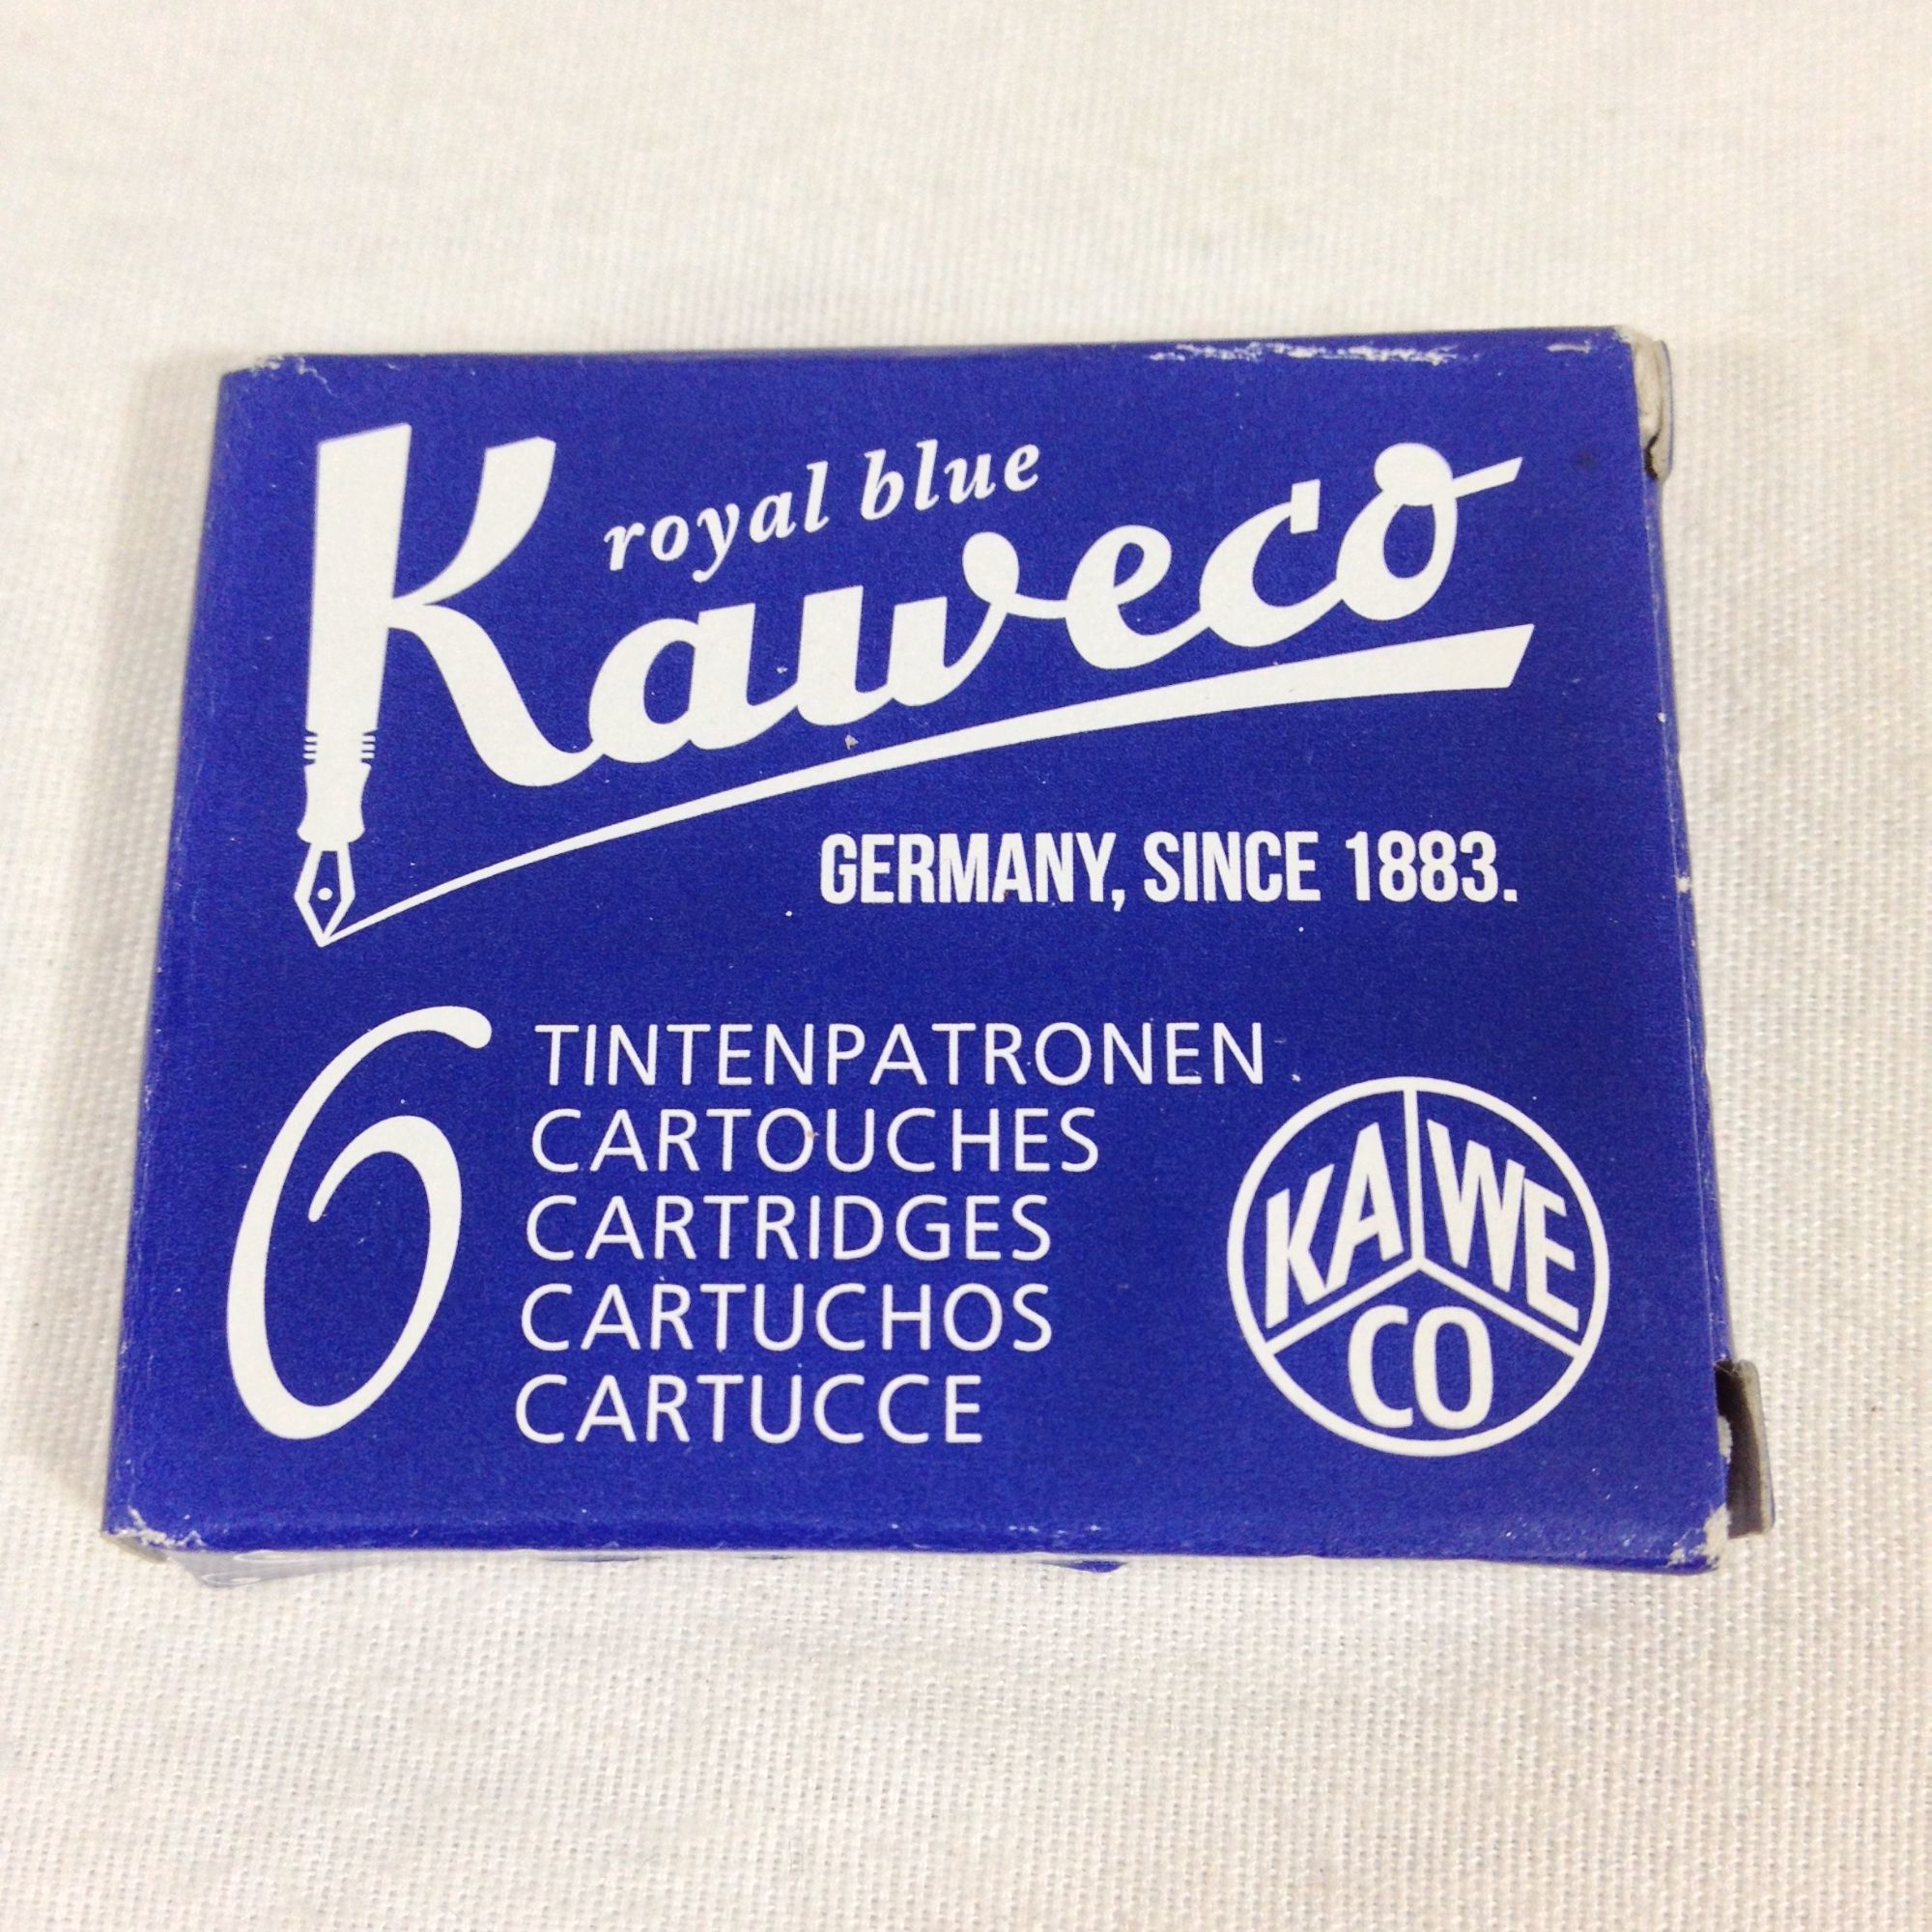 royal blue
Kaweco
GERMANY, SINCE 1883.
6
TINTENPATRONEN
CARTOUCHES
CARTRIDGES
CARTUCHOS
CARTUCCE
KA WE
CO